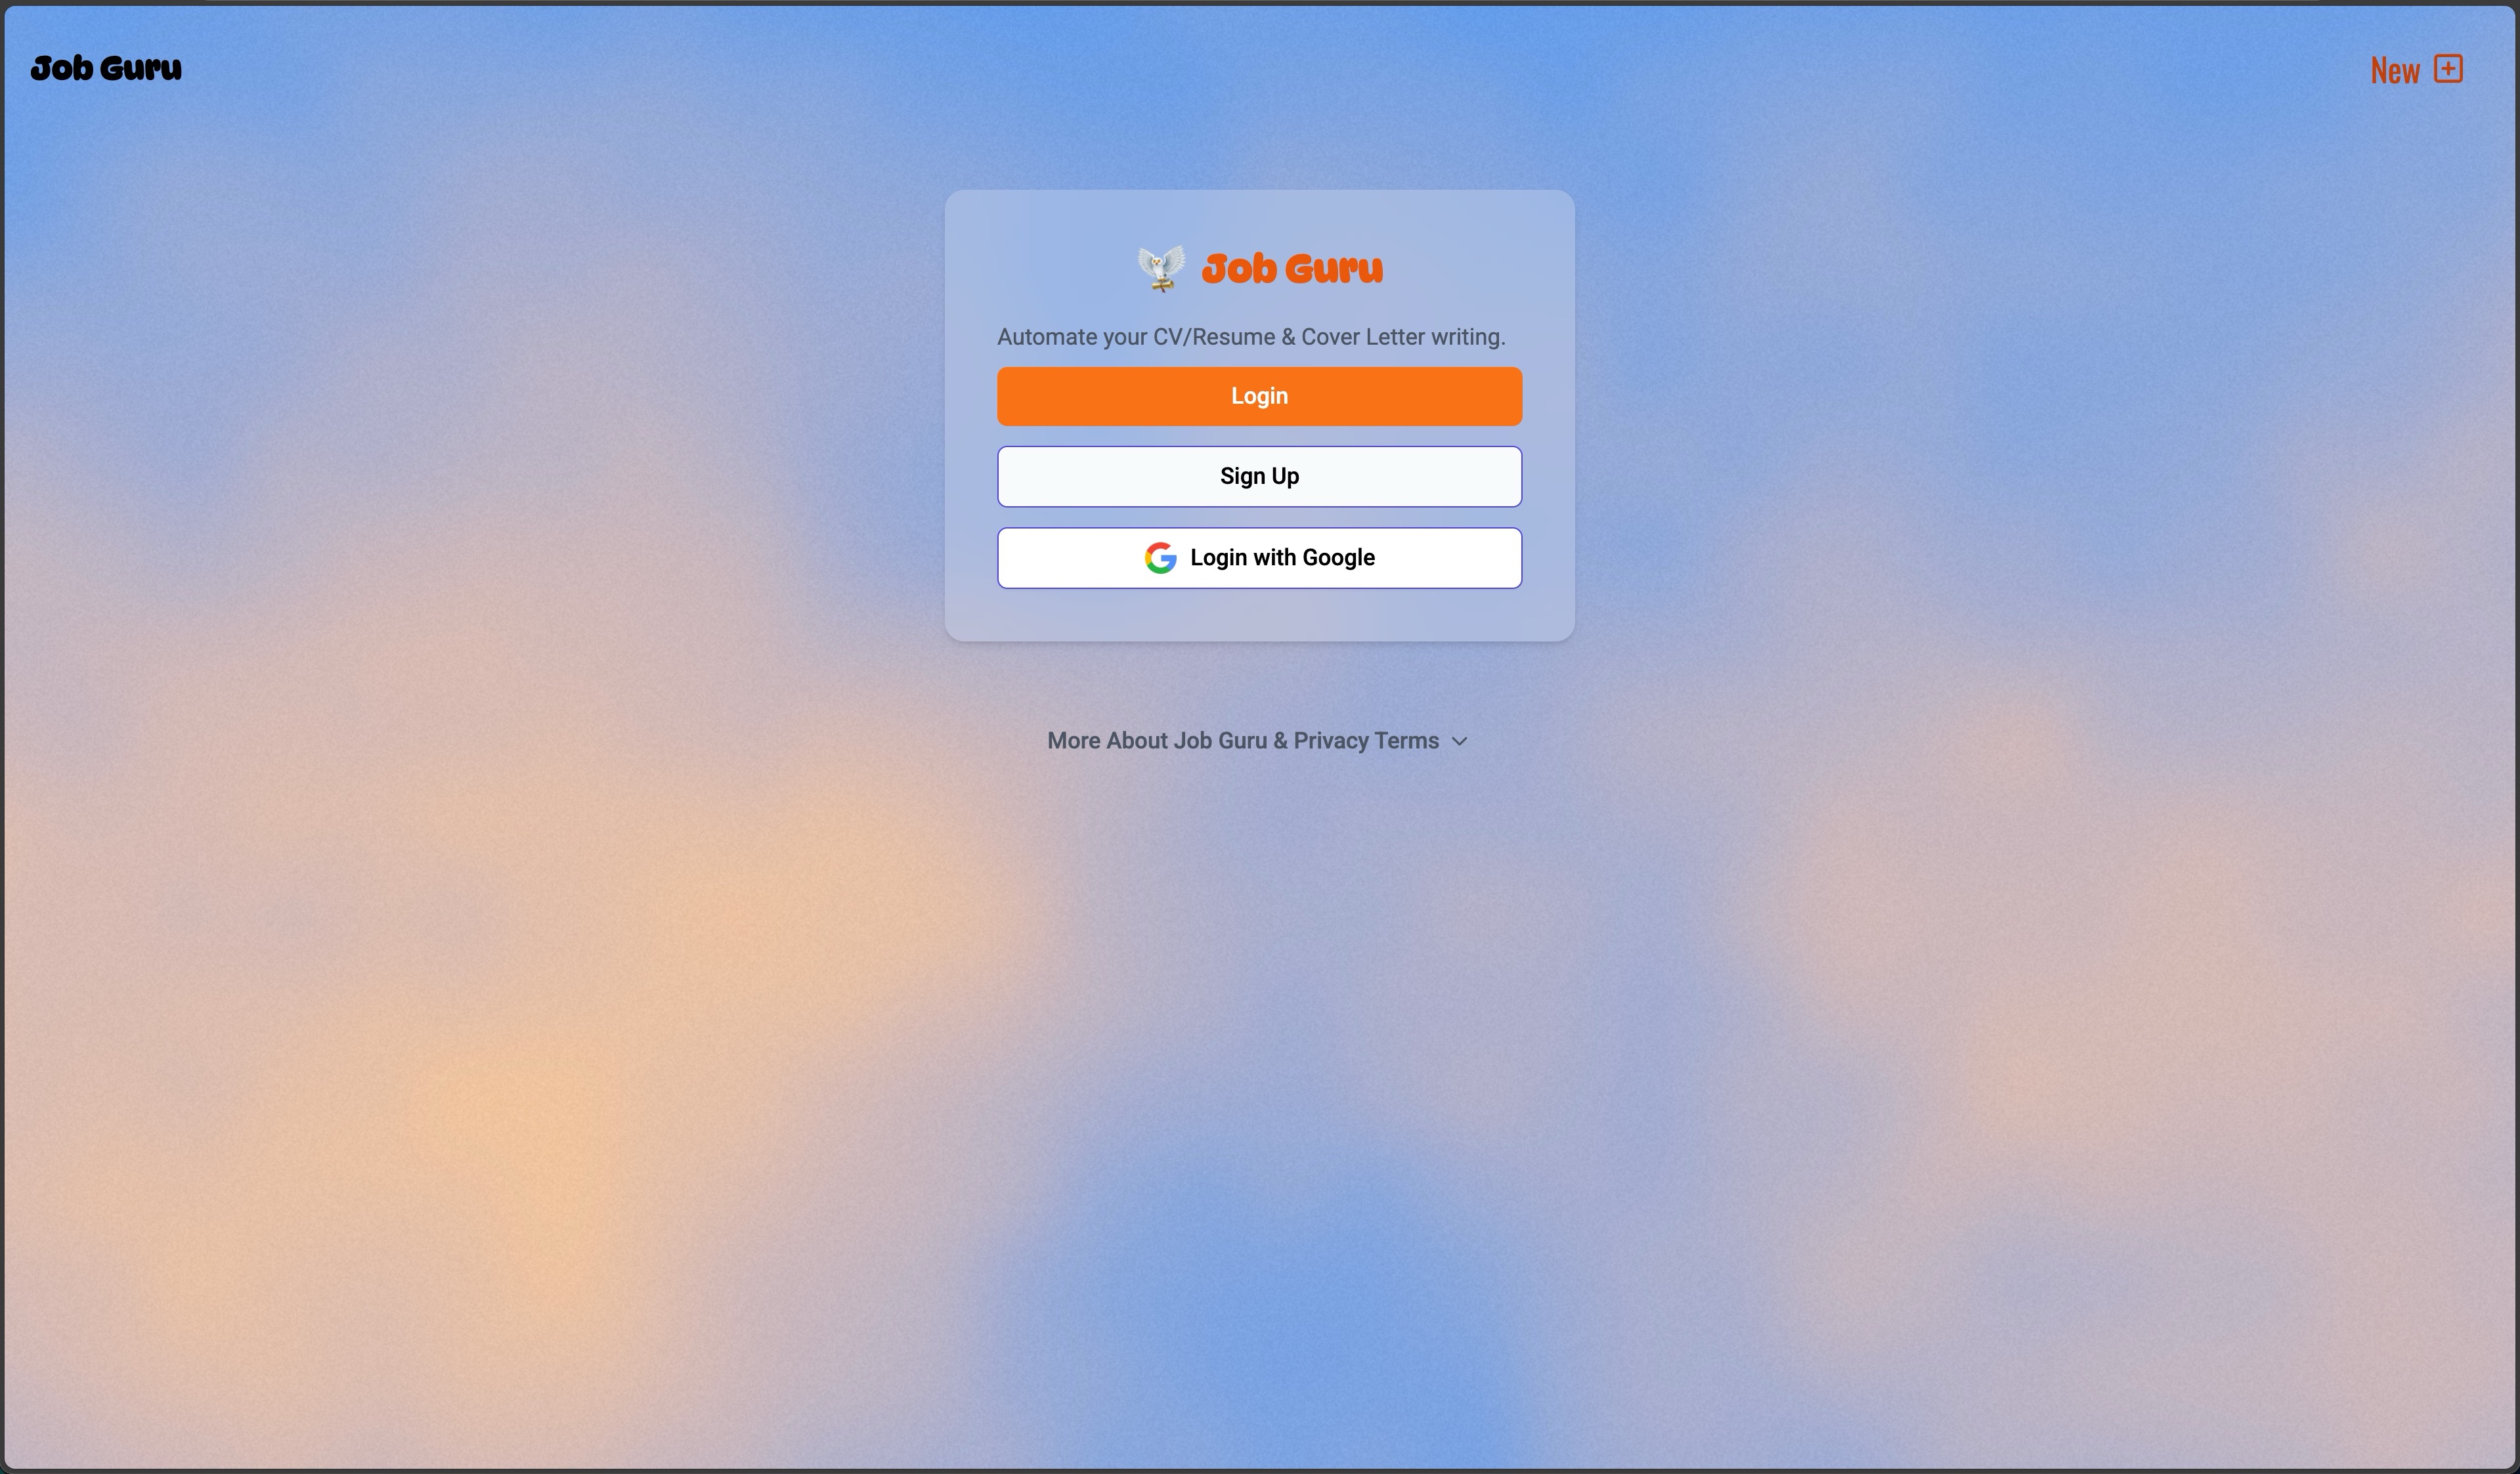 Job Guru
New
Job Guru
Automate your CV/Resume & Cover Letter writing.
Login
Sign Up
Login with Google
More About Job Guru & Privacy Terms